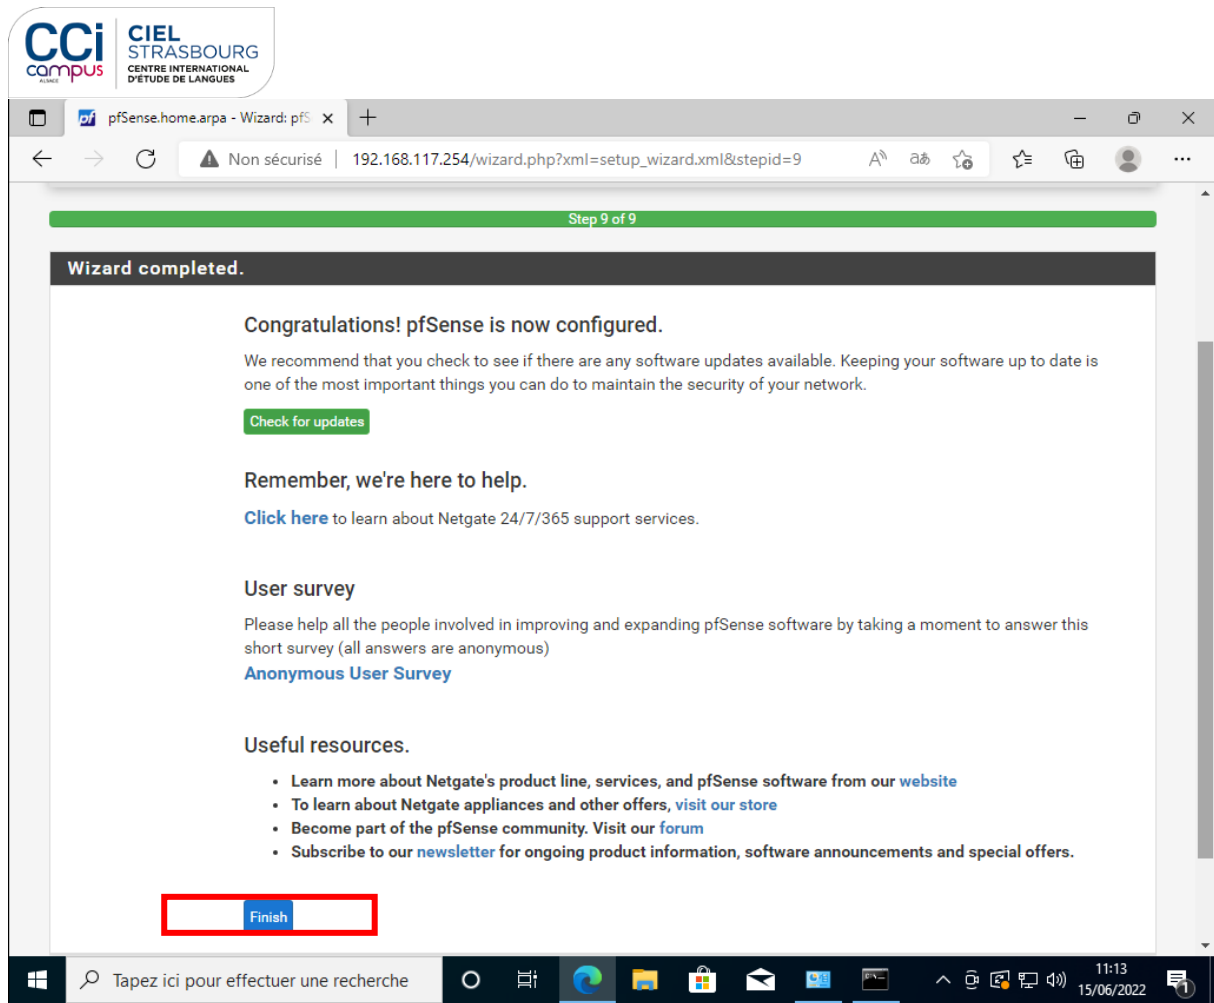 CCi
campus
ALSACE
CIEL
STRASBOURG
CENTRE INTERNATIONAL
D'ÉTUDE DE LANGUES
pfSense.home.arpa - Wizard: pfS
Non sécurisé | 192.168.117.254/wizard.php?xml=setup_wizard.xml&stepid=9
Step 9 of 9
Wizard completed.
Congratulations! pfSense is now configured.
We recommend that you check to see if there are any software updates available. Keeping your software up to date is
one of the most important things you can do to maintain the security of your network.
Check for updates
Remember, we're here to help.
Click here to learn about Netgate 24/7/365 support services.
User survey
Please help all the people involved in improving and expanding pfSense software by taking a moment to answer this
short survey (all answers are anonymous)
Anonymous User Survey
Useful resources.
• Learn more about Netgate's product line, services, and pfSense software from our website
• To learn about Netgate appliances and other offers, visit our store
• Become part of the pfSense community. Visit our forum
• Subscribe to our newsletter for ongoing product information, software announcements and special offers.
Finish
Tapez ici pour effectuer une recherche
11:13
15/06/2022
1